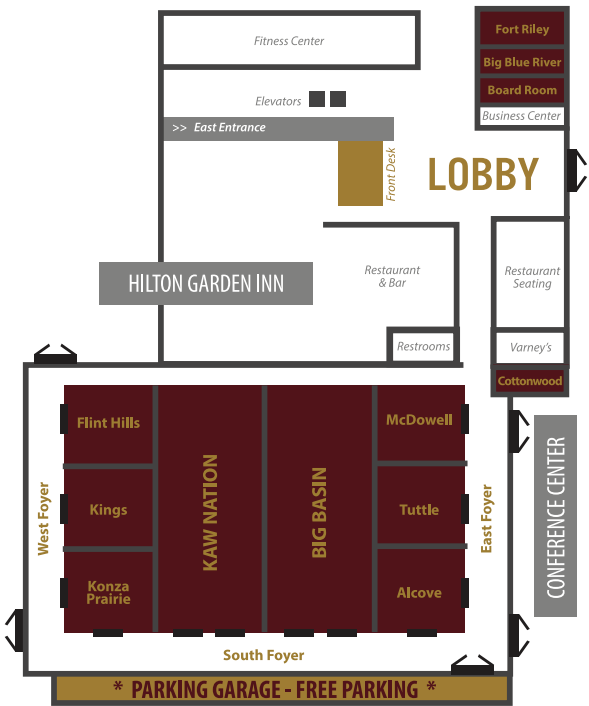 Fort Riley
Fitness Center
Big Blue River
Board Room
Elevators
Business Center
>> East Entrance
Front Desk
LOBBY
HILTON GARDEN INN
Restaurant
& Bar
Restaurant
Seating
Restrooms
Varney's
Cottonwood
Flint Hills
McDowell
KAW NATION
BIG BASIN
Kings
Tuttle
West Foyer
East Foyer
CONFERENCE CENTER
Konza
Prairie
Alcove
South Foyer
* PARKING GARAGE - FREE PARKING *